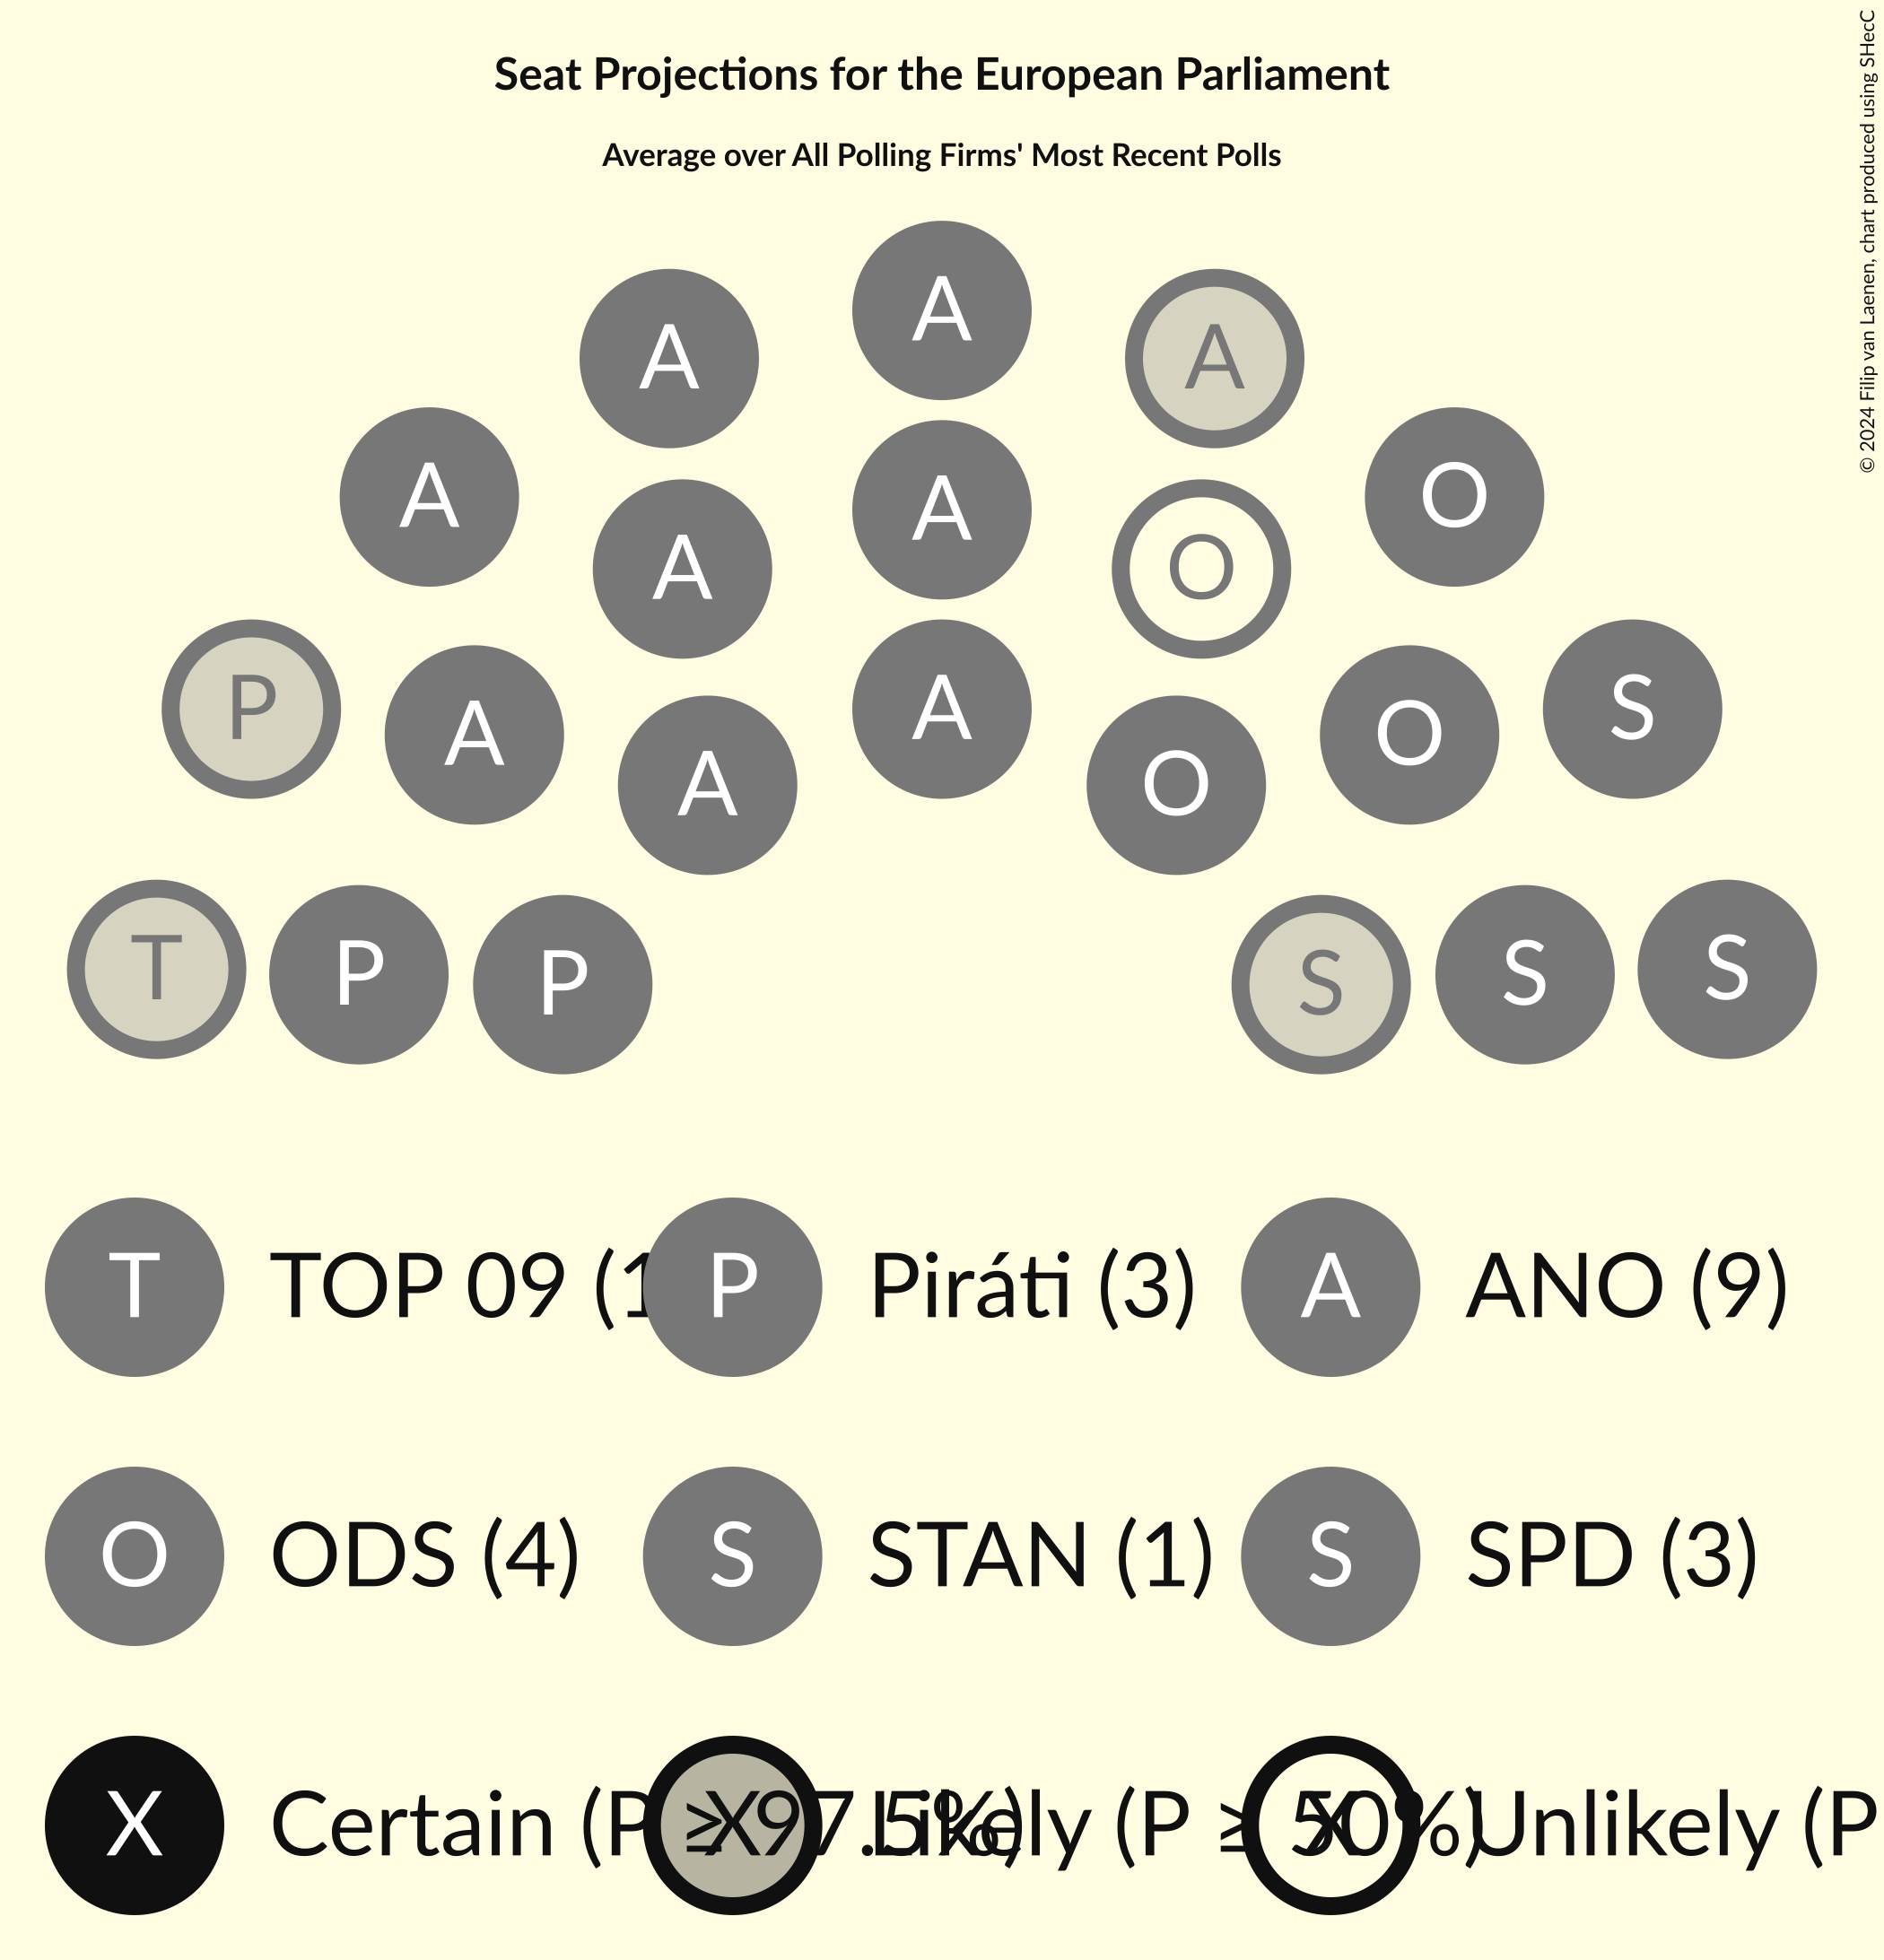 Seat Projections for the European Parliament
Average over All Polling Firms' Most Recent Polls
© 2024 Filip van Laenen, chart produced using SHecC
A
A A
A O
A
A O
P S
A
A O
A O
T S
P S
P S
T TOP 09 (1
P Piráti (3)
A ANO (9)
O ODS (4)
S STAN (1)
S SPD (3)
X Certain (P ≥ 97.5%)
X Likely (P ≥ 50%)
X Unlikely (P